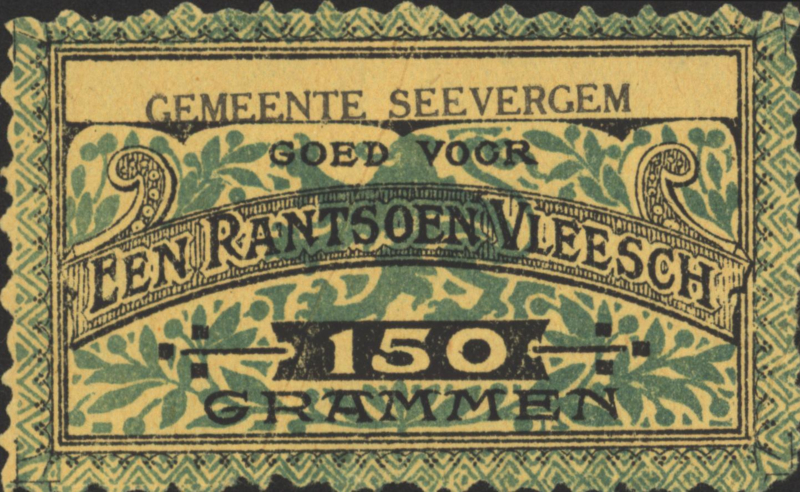 GEMEENTE SEEVERGEM
GOED VOOR
EEN RANTSOEN VLEESCH
150
GRAMMEN